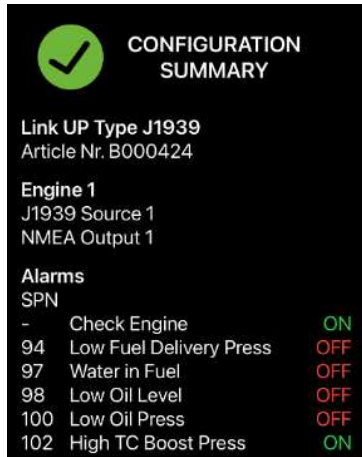 CONFIGURATION
SUMMARY
Link UP Type J1939
Article Nr. B000424
Engine 1
J1939 Source 1
NMEA Output 1
Alarms
SPN
- Check Engine ON
94 Low Fuel Delivery Press OFF
97 Water in Fuel OFF
98 Low Oil Level OFF
100 Low Oil Press OFF
102 High TC Boost Press ON